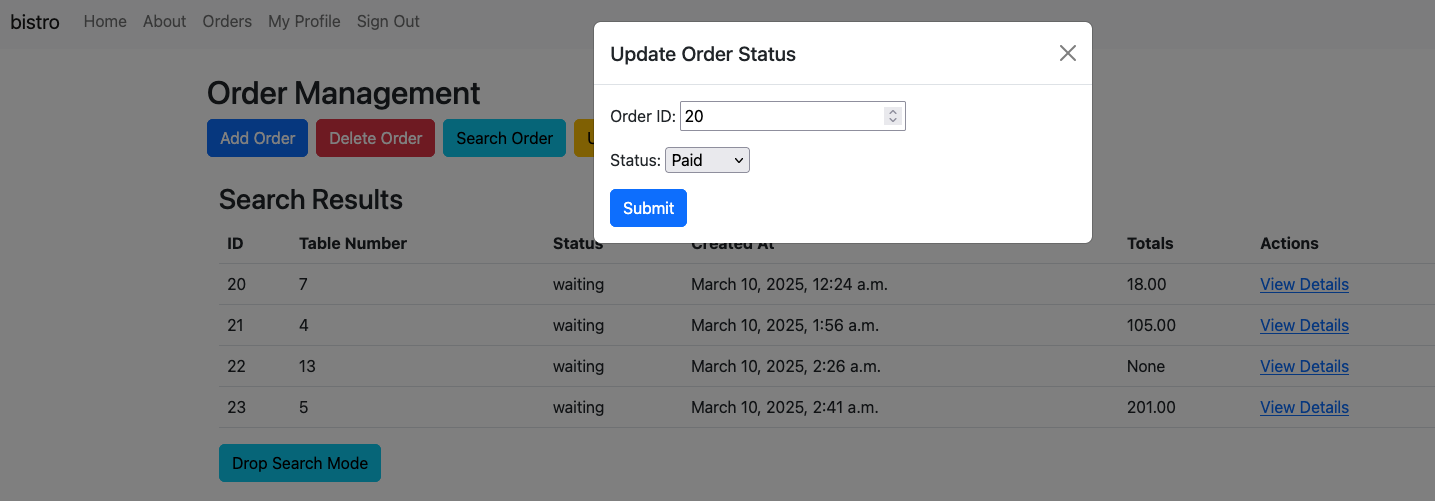 bistro Home About Orders My Profile Sign Out
Update Order Status
Order ID: 20
Status: Paid
Submit
Order Management
Add Order Delete Order Search Order
Search Results
ID Table Number Status Created At Totals Actions
20 7 waiting March 10, 2025, 12:24 a.m. 18.00 View Details
21 4 waiting March 10, 2025, 1:56 a.m. 105.00 View Details
22 13 waiting March 10, 2025, 2:26 a.m. None View Details
23 5 waiting March 10, 2025, 2:41 a.m. 201.00 View Details
Drop Search Mode